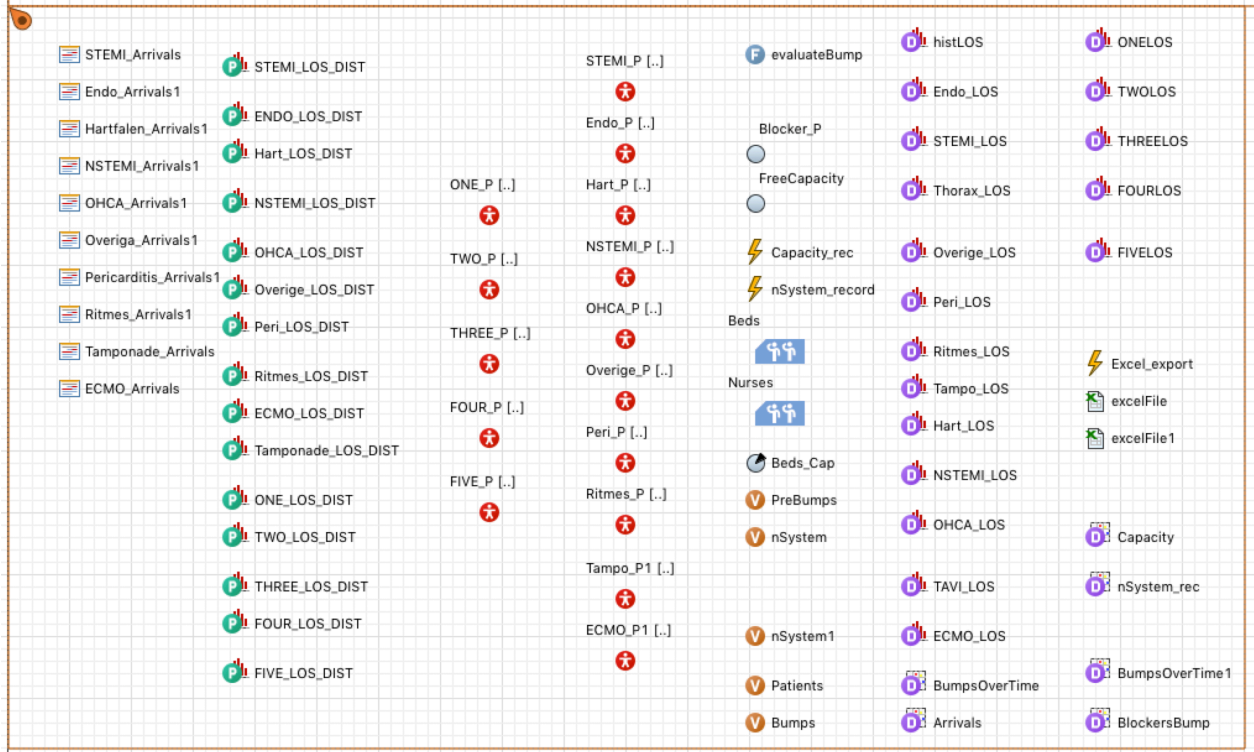 STEMI_Arrivals
Endo_Arrivals1
Hartfalen_Arrivals1
NSTEMI_Arrivals1
OHCA_Arrivals1
Overiga_Arrivals1
Pericarditis_Arrivals1
Ritmes_Arrivals1
Tamponade_Arrivals
ECMO_Arrivals
STEMI_LOS_DIST
ENDO_LOS_DIST
Hart_LOS_DIST
NSTEMI_LOS_DIST
OHCA_LOS_DIST
Overige_LOS_DIST
Peri_LOS_DIST
Ritmes_LOS_DIST
ECMO_LOS_DIST
Tamponade_LOS_DIST
ONE_LOS_DIST
TWO_LOS_DIST
THREE_LOS_DIST
FOUR_LOS_DIST
FIVE_LOS_DIST
ONE_P [..]
TWO_P [..]
THREE_P [..]
FOUR_P [..]
FIVE_P [..]
STEMI_P [..]
Endo_P [..]
Hart_P [..]
NSTEMI_P [..]
OHCA_P [..]
Overige_P [..]
Peri_P [..]
Ritmes_P [..]
Tampo_P1 [..]
ECMO_P1 [..]
evaluateBump
Blocker_P
FreeCapacity
Capacity_rec
nSystem_record
Beds
Nurses
Beds_Cap
PreBumps
nSystem
nSystem1
Patients
Bumps
histLOS
Endo_LOS
STEMI_LOS
Thorax_LOS
Overige_LOS
Peri_LOS
Ritmes_LOS
Tampo_LOS
Hart_LOS
NSTEMI_LOS
OHCA_LOS
TAVI_LOS
ECMO_LOS
BumpsOverTime
Arrivals
ONELOS
TWOLOS
THREELOS
FOURLOS
FIVELOS
Excel_export
excelFile
excelFile1
Capacity
nSystem_rec
BumpsOverTime1
BlockersBump